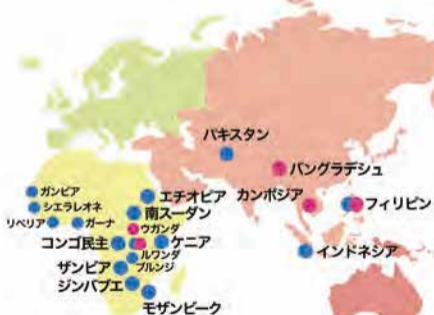 パキスタン
バングラデシュ
カンボジア
フィリピン
インドネシア
ガンビア
シエラレオネ
リベリア
ガーナ
エチオピア
南スーダン
ウガンダ
コンゴ民主
ケニア
ルワンダ
ブルンジ
ザンビア
ジンバブエ
モザンビーク